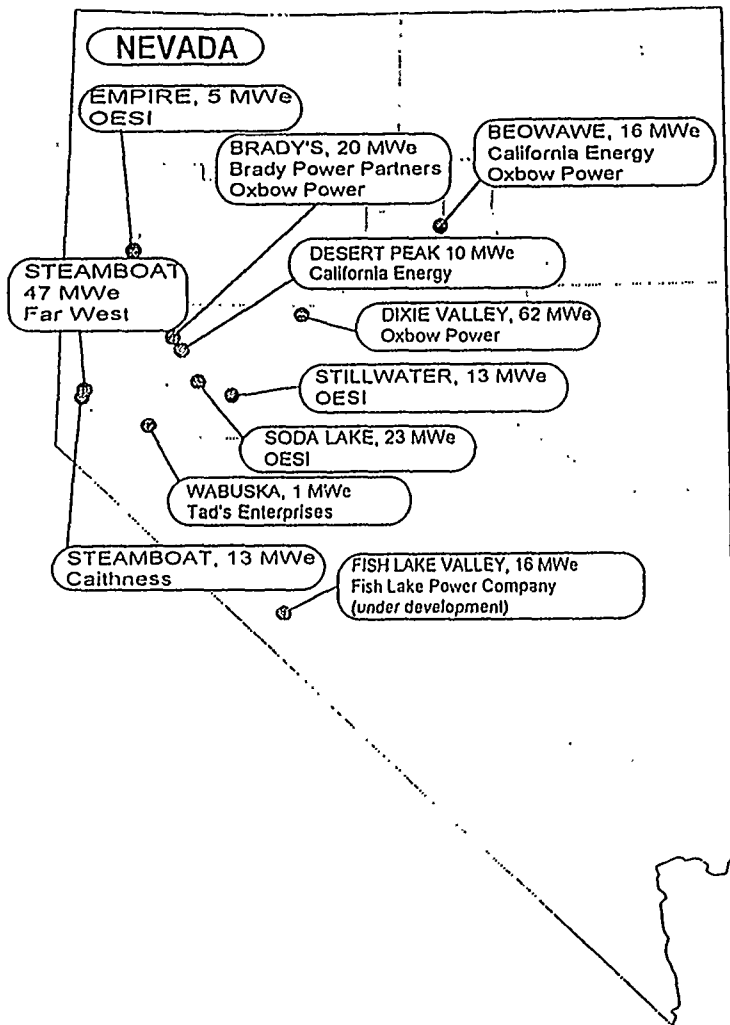 NEVADA
EMPIRE, 5 MWe
OESI
BRADY'S, 20 MWe
Brady Power Partners
Oxbow Power
BEOWAWE, 16 MWe
California Energy
Oxbow Power
STEAMBOAT
47 MWe
Far West
DESERT PEAK 10 MWe
California Energy
DIXIE VALLEY, 62 MWe
Oxbow Power
STILLWATER, 13 MWe
OESI
SODA LAKE, 23 MWe
OESI
WABUSKA, 1 MWe
Tad's Enterprises
STEAMBOAT, 13 MWe
Caithness
FISH LAKE VALLEY, 16 MWe
Fish Lake Power Company
(under development)